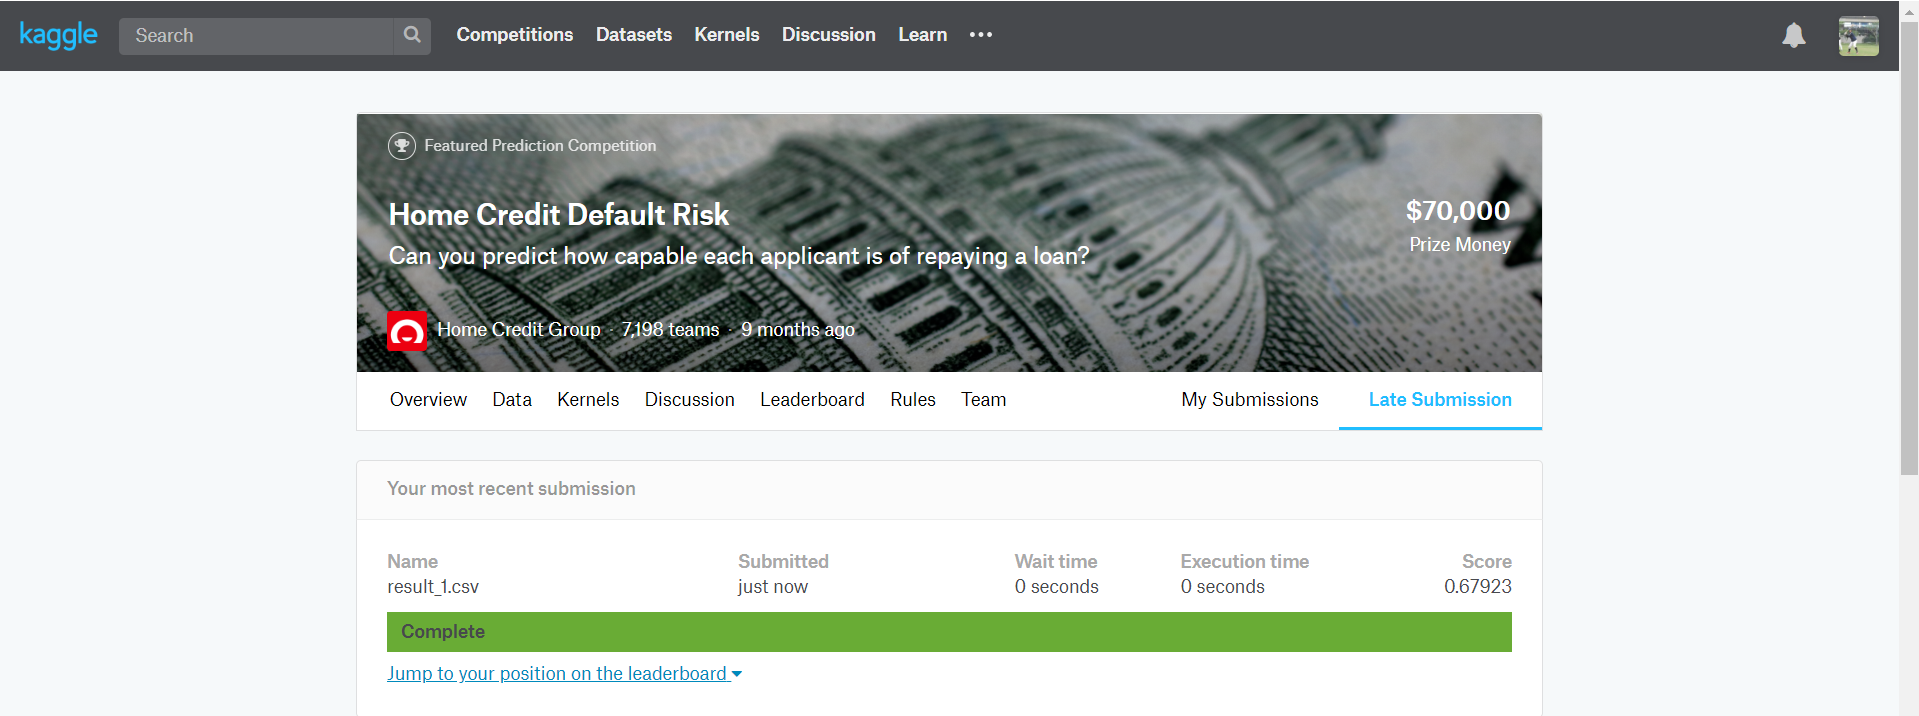 kaggle Search Competitions Datasets Kernels Discussion Learn •••
Featured Prediction Competition
Home Credit Default Risk
Can you predict how capable each applicant is of repaying a loan?
$70,000
Prize Money
Home Credit Group · 7,198 teams · 9 months ago
Overview Data Kernels Discussion Leaderboard Rules Team My Submissions Late Submission
Your most recent submission
Name Submitted Wait time Execution time Score
result_1.csv just now 0 seconds 0 seconds 0.67923
Complete
Jump to your position on the leaderboard